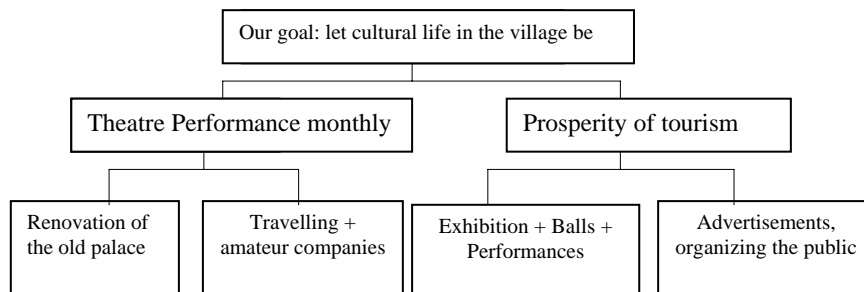 Our goal: let cultural life in the village be
Theatre Performance monthly
Prosperity of tourism
Renovation of
the old palace
Travelling +
amateur companies
Exhibition + Balls +
Performances
Advertisements,
organizing the public